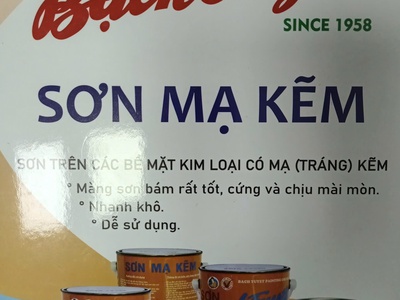 SINCE 1958
SƠN MẠ KẼM
SƠN TRÊN CÁC BỀ MẶT KIM LOẠI CÓ MẠ (TRÁNG) KẼM
° Màng sơn bám rất tốt, cứng và chịu mài mòn.
° Nhanh khô.
° Dễ sử dụng.
SƠN MẠ KẼM